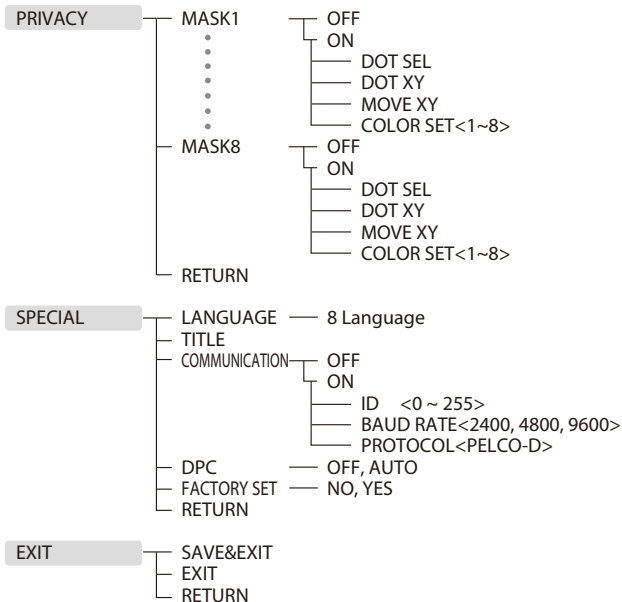 PRIVACY MASK1 OFF
ON
DOT SEL
DOT XY
MOVE XY
COLOR SET<1~8>
MASK8 OFF
ON
DOT SEL
DOT XY
MOVE XY
COLOR SET<1~8>
RETURN
SPECIAL LANGUAGE 8 Language
TITLE
COMMUNICATION OFF
ON
ID <0 ~ 255>
BAUD RATE<2400, 4800, 9600>
PROTOCOL<PELCO-D>
DPC OFF, AUTO
FACTORY SET NO, YES
RETURN
EXIT SAVE&EXIT
EXIT
RETURN